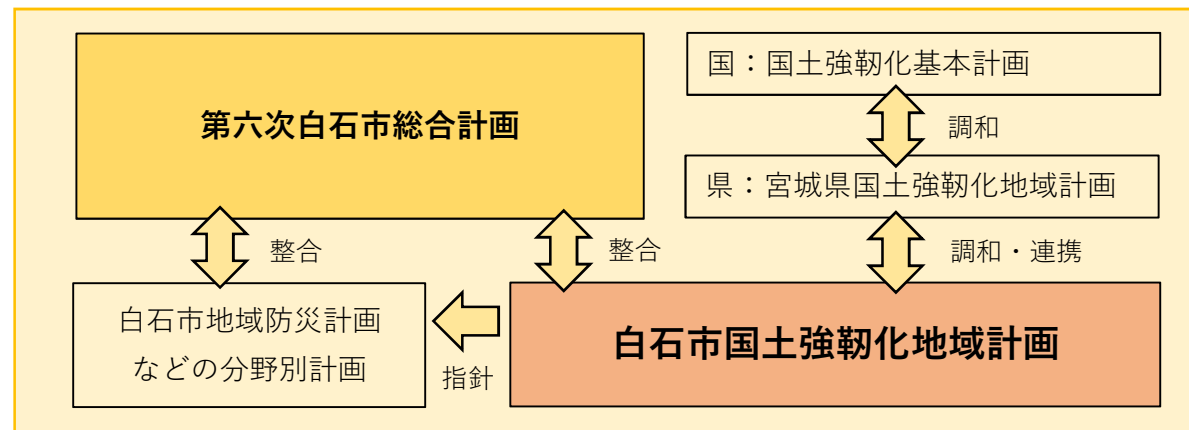 第六次白石市総合計画
国：国土強靭化基本計画
調和
県：宮城県国土強靭化地域計画
整合
整合
調和・連携
白石市地域防災計画
などの分野別計画
指針
白石市国土強靭化地域計画